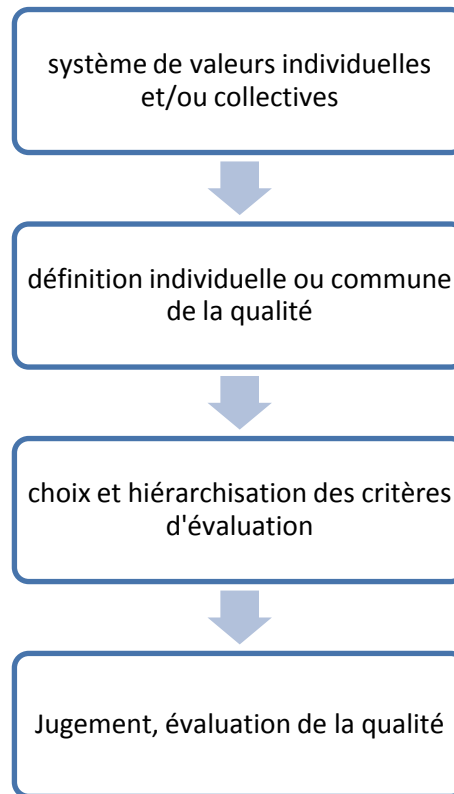 système de valeurs individuelles
et/ou collectives
définition individuelle ou commune
de la qualité
choix et hiérarchisation des critères
d'évaluation
Jugement, évaluation de la qualité